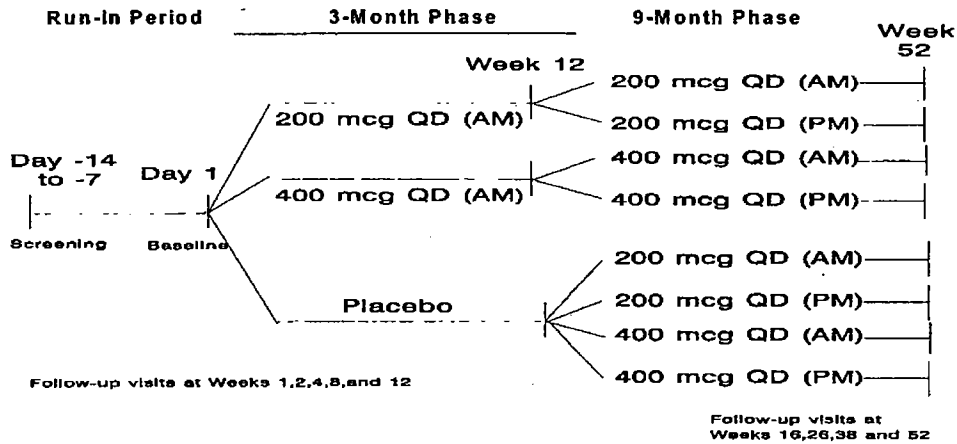 Run-In Period 3-Month Phase 9-Month Phase
Week
52
Week 12
200 mcg QD (AM)
200 mcg QD (AM)
200 mcg QD (PM)
Day -14
to -7
Day 1
400 mcg QD (AM)
400 mcg QD (AM)
400 mcg QD (PM)
Screening
Baseline
200 mcg QD (AM)
Placebo
200 mcg QD (PM)
400 mcg QD (AM)
400 mcg QD (PM)
Follow-up visits at Weeks 1,2,4,8,and 12
Follow-up visits at
Weeks 16,26,38 and 52